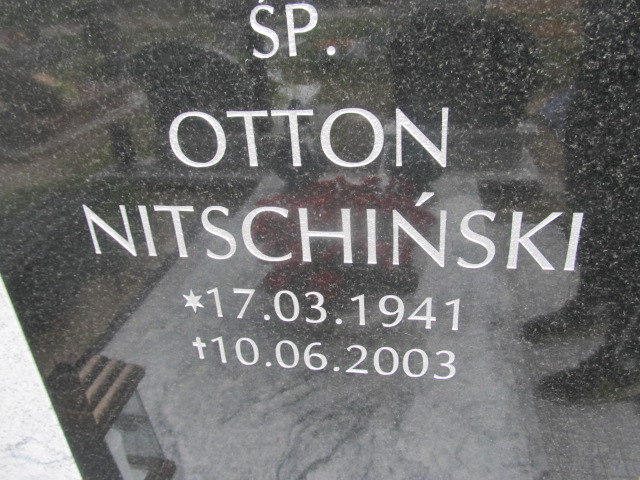 ŚP.
OTTON
NITSCHIŃSKI
*17.03.1941
†10.06.2003